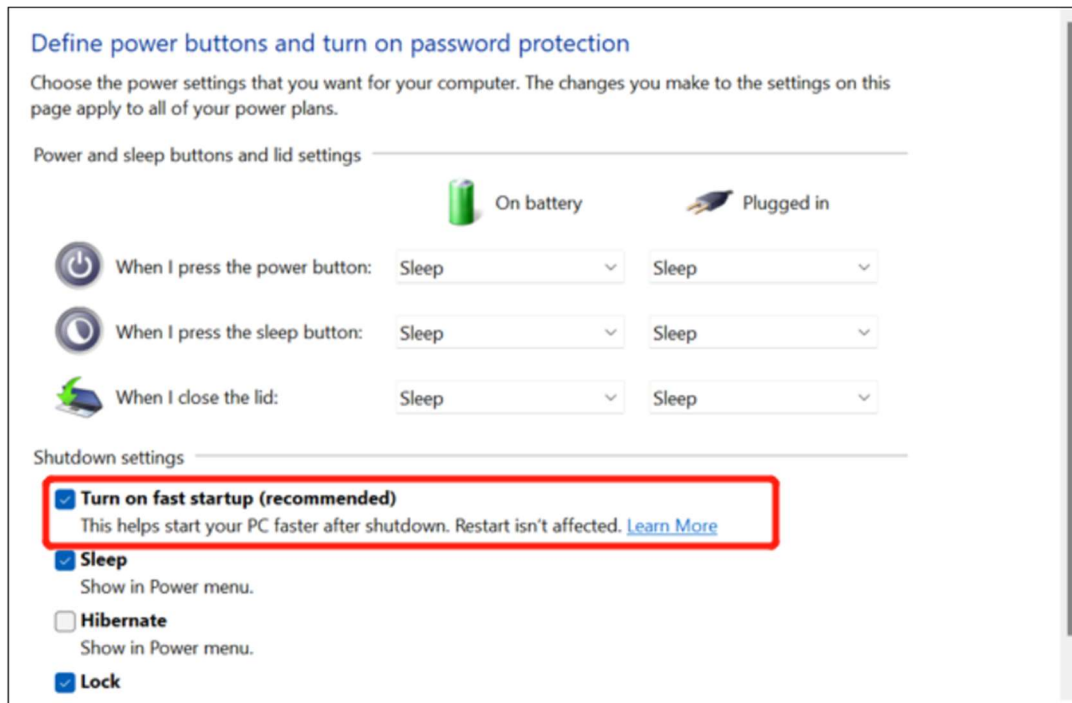 Define power buttons and turn on password protection
Choose the power settings that you want for your computer. The changes you make to the settings on this
page apply to all of your power plans.
Power and sleep buttons and lid settings
On battery Plugged in
When I press the power button: Sleep Sleep
When I press the sleep button: Sleep Sleep
When I close the lid: Sleep Sleep
Shutdown settings
Turn on fast startup (recommended)
This helps start your PC faster after shutdown. Restart isn't affected. Learn More
Sleep
Show in Power menu.
Hibernate
Show in Power menu.
Lock